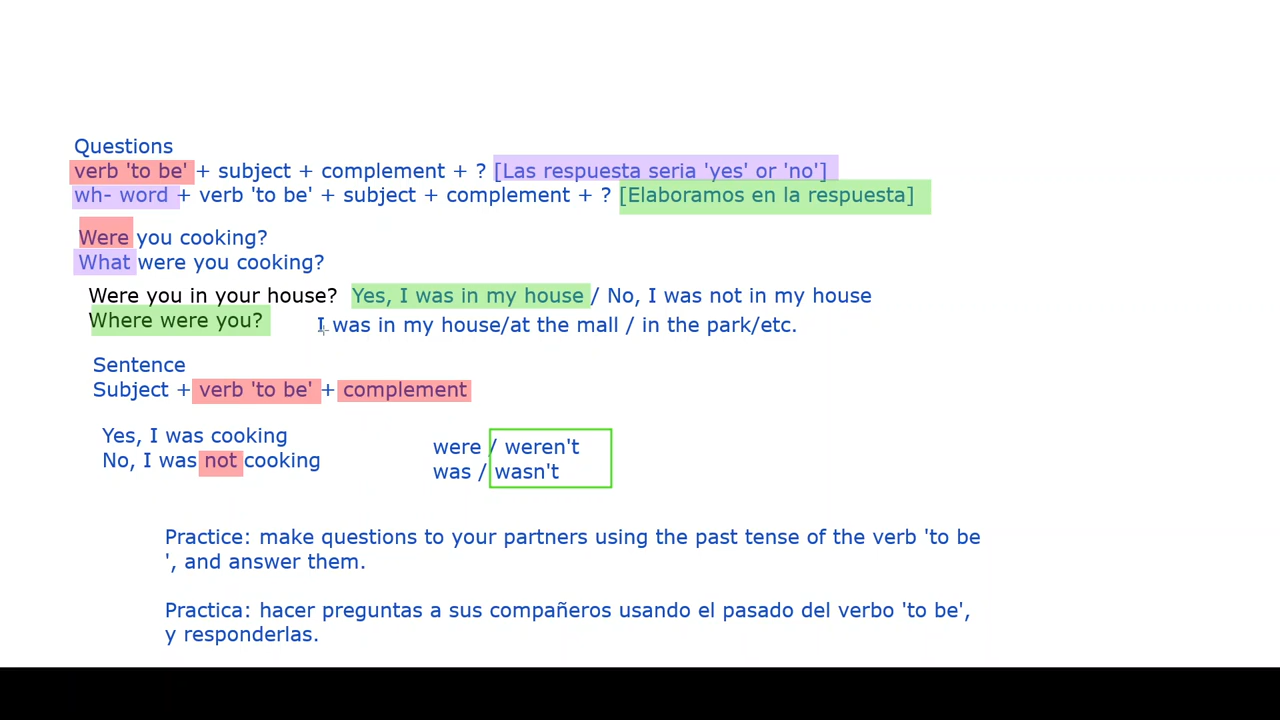 Questions
verb 'to be' + subject + complement + ? [Las respuesta seria 'yes' or 'no']
wh- word + verb 'to be' + subject + complement + ? [Elaboramos en la respuesta]
Were you cooking?
What were you cooking?
Were you in your house? Yes, I was in my house / No, I was not in my house
Where were you? I was in my house/at the mall / in the park/etc.
Sentence
Subject + verb 'to be' + complement
Yes, I was cooking
No, I was not cooking
were / weren't
was / wasn't
Practice: make questions to your partners using the past tense of the verb 'to be
', and answer them.
Practica: hacer preguntas a sus compañeros usando el pasado del verbo 'to be',
y responderlas.